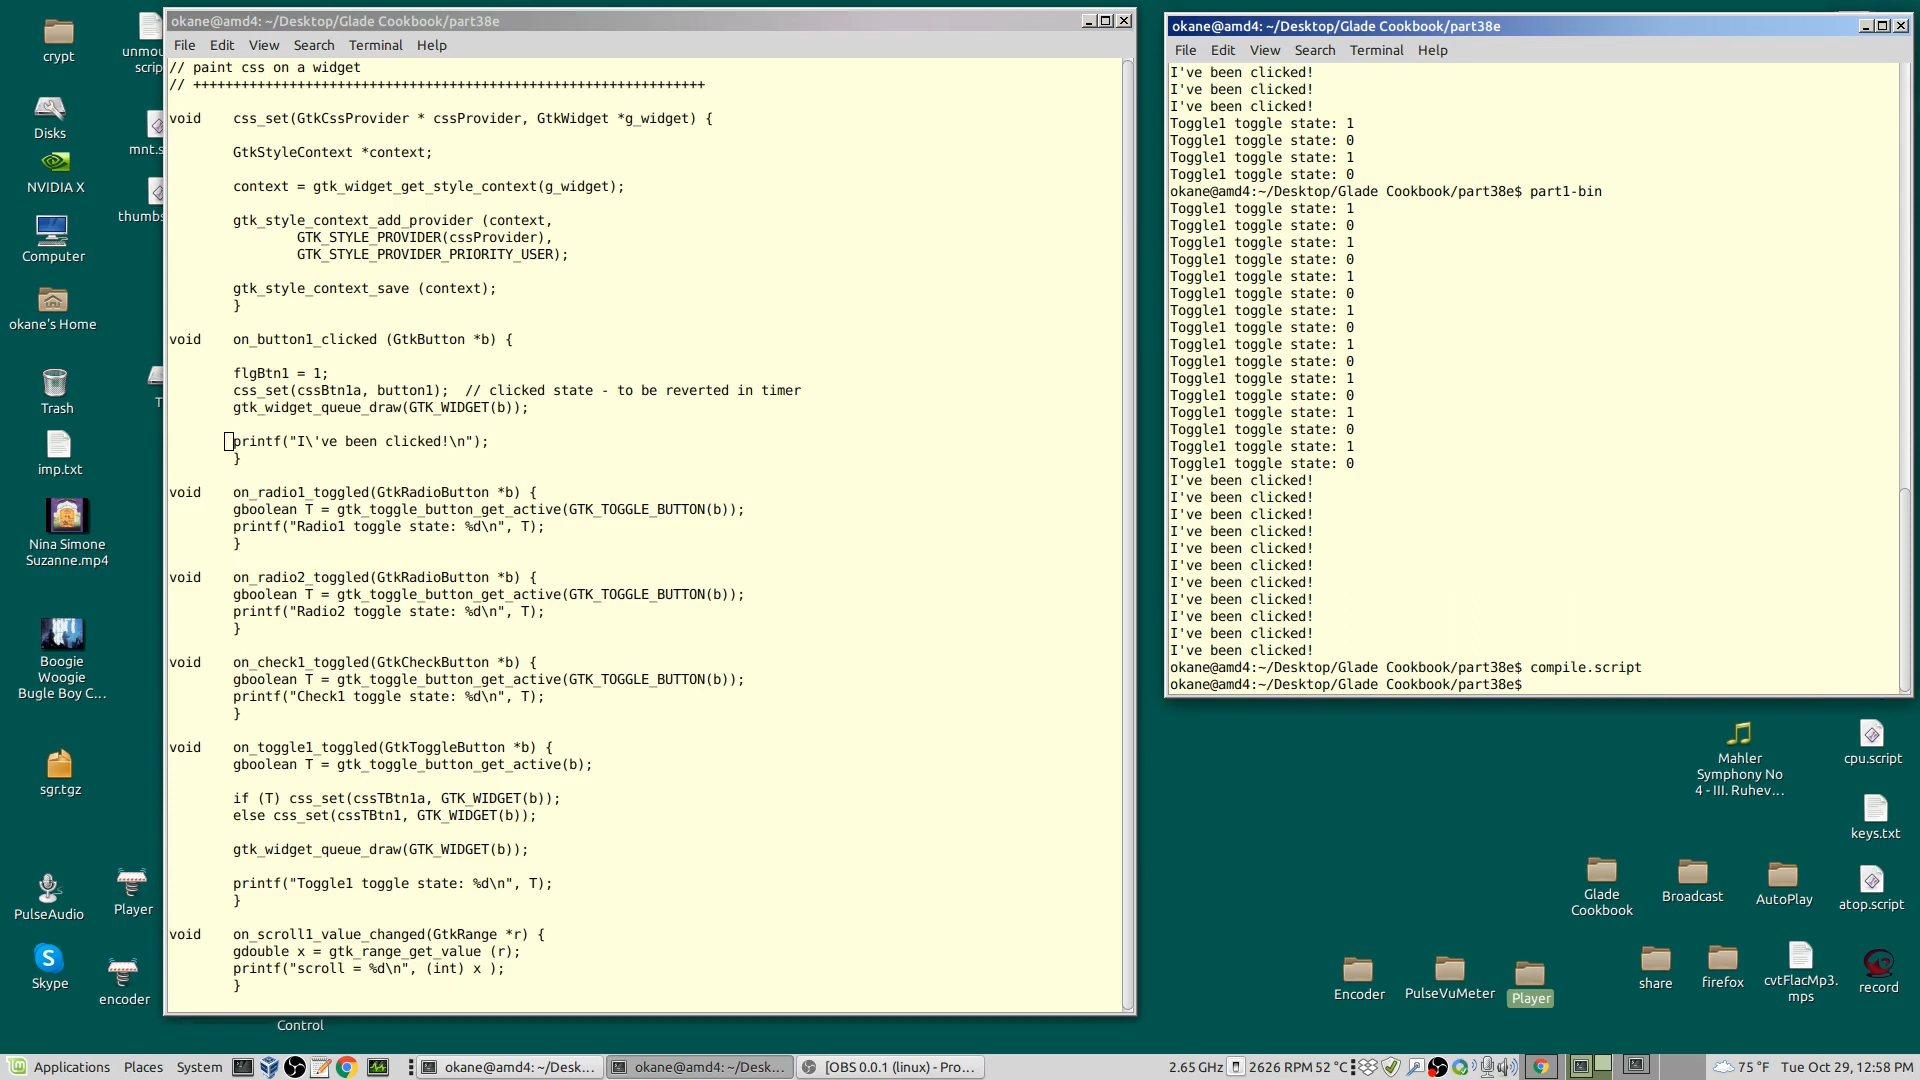 okane@amd4: ~/Desktop/Glade Cookbook/part38e
File Edit View Search Terminal Help
// paint css on a widget
// ++++++++++++++++++++++++++++++++++++++++++++++++++++++++++++++++
void    css_set(GtkCssProvider * cssProvider, GtkWidget *g_widget) {
        GtkStyleContext *context;
        context = gtk_widget_get_style_context(g_widget);
        gtk_style_context_add_provider (context,
                GTK_STYLE_PROVIDER(cssProvider),
                GTK_STYLE_PROVIDER_PRIORITY_USER);
        gtk_style_context_save (context);
        }
void    on_button1_clicked (GtkButton *b) {
        flgBtn1 = 1;
        css_set(cssBtn1a, button1);  // clicked state - to be reverted in timer
        gtk_widget_queue_draw(GTK_WIDGET(b));
        printf("I\'ve been clicked!\n");
        }
void    on_radio1_toggled(GtkRadioButton *b) {
        gboolean T = gtk_toggle_button_get_active(GTK_TOGGLE_BUTTON(b));
        printf("Radio1 toggle state: %d\n", T);
        }
void    on_radio2_toggled(GtkRadioButton *b) {
        gboolean T = gtk_toggle_button_get_active(GTK_TOGGLE_BUTTON(b));
        printf("Radio2 toggle state: %d\n", T);
        }
void    on_check1_toggled(GtkCheckButton *b) {
        gboolean T = gtk_toggle_button_get_active(GTK_TOGGLE_BUTTON(b));
        printf("Check1 toggle state: %d\n", T);
        }
void    on_toggle1_toggled(GtkToggleButton *b) {
        gboolean T = gtk_toggle_button_get_active(b);
        if (T) css_set(cssTBtn1a, GTK_WIDGET(b));
        else css_set(cssTBtn1, GTK_WIDGET(b));
        gtk_widget_queue_draw(GTK_WIDGET(b));
        printf("Toggle1 toggle state: %d\n", T);
        }
void    on_scroll1_value_changed(GtkRange *r) {
        gdouble x = gtk_range_get_value (r);
        printf("scroll = %d\n", (int) x );
        }
okane@amd4: ~/Desktop/Glade Cookbook/part38e
File Edit View Search Terminal Help
I've been clicked!
I've been clicked!
I've been clicked!
Toggle1 toggle state: 1
Toggle1 toggle state: 0
Toggle1 toggle state: 1
Toggle1 toggle state: 0
okane@amd4:~/Desktop/Glade Cookbook/part38e$ part1-bin
Toggle1 toggle state: 1
Toggle1 toggle state: 0
Toggle1 toggle state: 1
Toggle1 toggle state: 0
Toggle1 toggle state: 1
Toggle1 toggle state: 0
Toggle1 toggle state: 1
Toggle1 toggle state: 0
Toggle1 toggle state: 1
Toggle1 toggle state: 0
Toggle1 toggle state: 1
Toggle1 toggle state: 0
Toggle1 toggle state: 1
Toggle1 toggle state: 0
Toggle1 toggle state: 1
Toggle1 toggle state: 0
I've been clicked!
I've been clicked!
I've been clicked!
I've been clicked!
I've been clicked!
I've been clicked!
I've been clicked!
I've been clicked!
I've been clicked!
I've been clicked!
I've been clicked!
okane@amd4:~/Desktop/Glade Cookbook/part38e$ compile.script
okane@amd4:~/Desktop/Glade Cookbook/part38e$
crypt
unmou
scrip
Disks
mnt.s
NVIDIA X
thumbs
Computer
okane's Home
Trash
T
imp.txt
Nina Simone
Suzanne.mp4
Boogie
Woogie
Bugle Boy C...
sgr.tgz
PulseAudio
Player
Skype
encoder
Control
Mahler
Symphony No
4 - III. Ruhev...
cpu.script
keys.txt
Glade
Cookbook
Broadcast
AutoPlay
atop.script
Encoder
PulseVuMeter
Player
share
firefox
cvtFlacMp3.
mps
record
Applications Places System
okane@amd4: ~/Desk...
okane@amd4: ~/Desk...
[OBS 0.0.1 (linux) - Pro...
2.65 GHz 2626 RPM 52 °C
75 °F Tue Oct 29, 12:58 PM